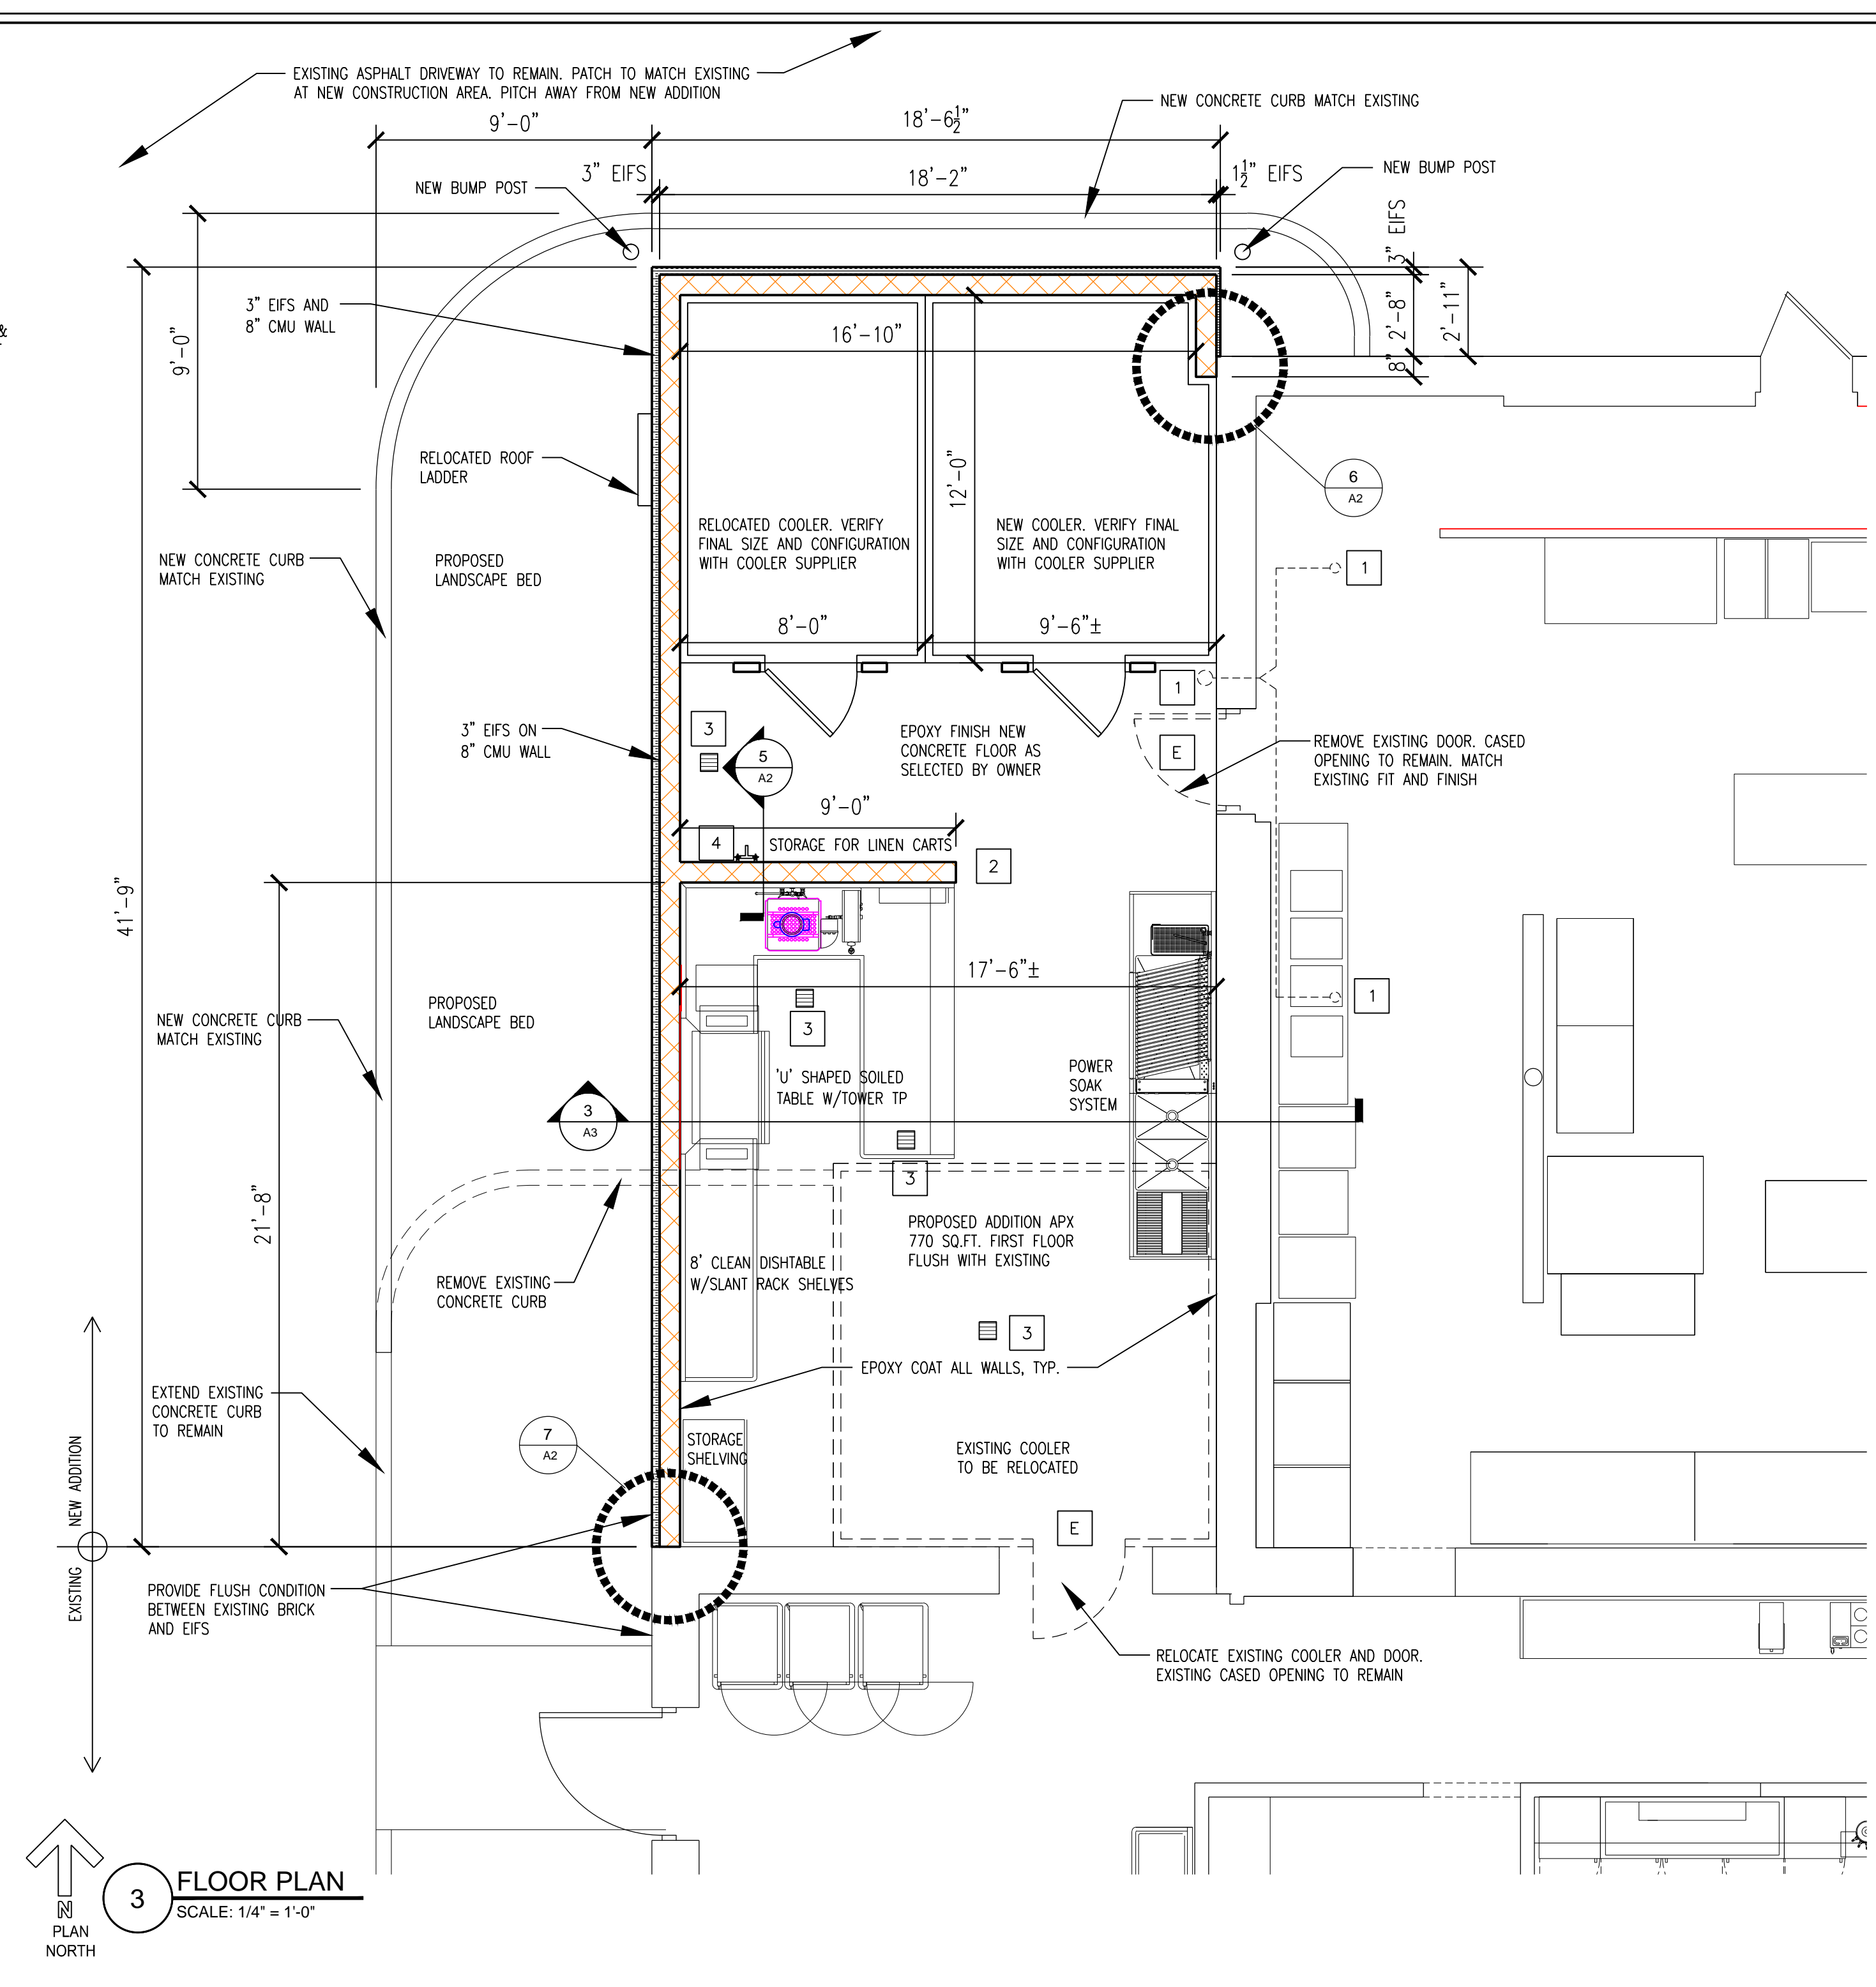 EXISTING ASPHALT DRIVEWAY TO REMAIN. PATCH TO MATCH EXISTING
AT NEW CONSTRUCTION AREA. PITCH AWAY FROM NEW ADDITION
NEW CONCRETE CURB MATCH EXISTING
9'-0"
18'-6½"
3" EIFS
18'-2"
1½" EIFS
NEW BUMP POST
NEW BUMP POST
3" EIFS
2'-8"
2'-11"
8"
&
9'-0"
3" EIFS AND
8" CMU WALL
16'-10"
12'-0"
RELOCATED ROOF
LADDER
6
A2
RELOCATED COOLER. VERIFY
FINAL SIZE AND CONFIGURATION
WITH COOLER SUPPLIER
NEW COOLER. VERIFY FINAL
SIZE AND CONFIGURATION
WITH COOLER SUPPLIER
NEW CONCRETE CURB
MATCH EXISTING
PROPOSED
LANDSCAPE BED
1
8'-0"
9'-6"±
1
3
3" EIFS ON
8" CMU WALL
5
A2
EPOXY FINISH NEW
CONCRETE FLOOR AS
SELECTED BY OWNER
E
REMOVE EXISTING DOOR. CASED
OPENING TO REMAIN. MATCH
EXISTING FIT AND FINISH
9'-0"
4
STORAGE FOR LINEN CARTS
2
41'-9"
17'-6"±
1
PROPOSED
LANDSCAPE BED
NEW CONCRETE CURB
MATCH EXISTING
3
'U' SHAPED SOILED
TABLE W/TOWER TP
POWER
SOAK
SYSTEM
3
A3
3
21'-8"
PROPOSED ADDITION APX
770 SQ.FT. FIRST FLOOR
FLUSH WITH EXISTING
8' CLEAN DISHTABLE
W/SLANT RACK SHELVES
REMOVE EXISTING
CONCRETE CURB
3
EPOXY COAT ALL WALLS, TYP.
EXTEND EXISTING
CONCRETE CURB
TO REMAIN
7
A2
STORAGE
SHELVING
EXISTING COOLER
TO BE RELOCATED
NEW ADDITION
EXISTING
E
PROVIDE FLUSH CONDITION
BETWEEN EXISTING BRICK
AND EIFS
RELOCATE EXISTING COOLER AND DOOR.
EXISTING CASED OPENING TO REMAIN
N
PLAN
NORTH
3
FLOOR PLAN
SCALE: 1/4" = 1'-0"